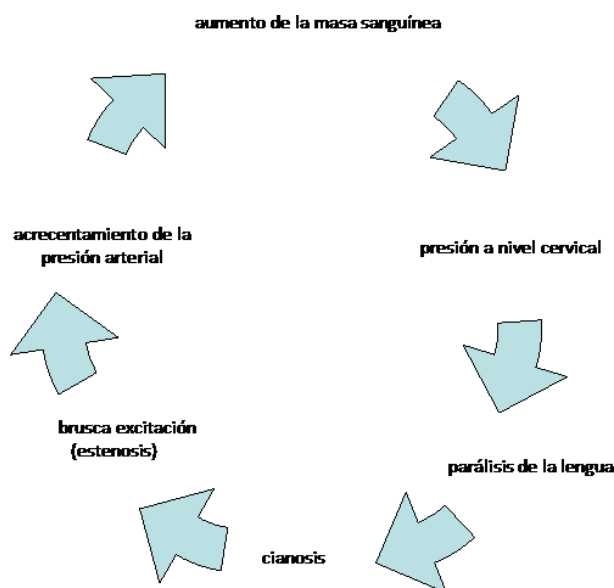 aumento de la masa sanguínea
presión a nivel cervical
parálisis de la lengua
cianosis
brusca excitación
(estenosis)
acrecentamiento de la
presión arterial